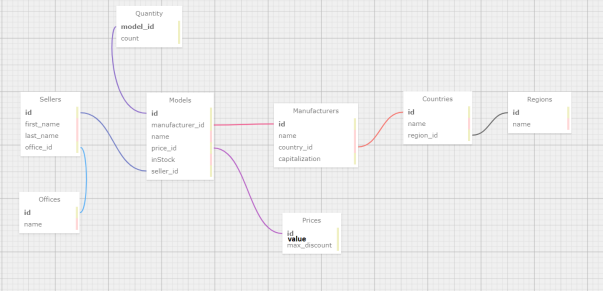 Quantity
model_id
count
Sellers
id
first_name
last_name
office_id
Models
id
manufacturer_id
name
price_id
inStock
seller_id
Manufacturers
id
name
country_id
capitalization
Countries
id
name
region_id
Regions
id
name
Offices
id
name
Prices
id
value
max_discount